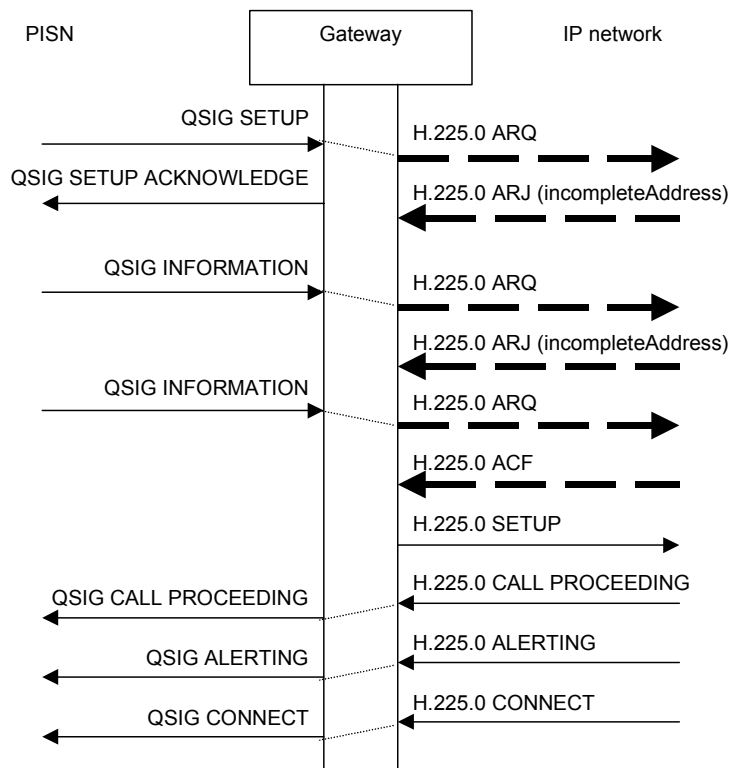 PISN
Gateway
IP network
QSIG SETUP
H.225.0 ARQ
QSIG SETUP ACKNOWLEDGE
H.225.0 ARJ (incompleteAddress)
QSIG INFORMATION
H.225.0 ARQ
H.225.0 ARJ (incompleteAddress)
QSIG INFORMATION
H.225.0 ARQ
H.225.0 ACF
H.225.0 SETUP
H.225.0 CALL PROCEEDING
QSIG CALL PROCEEDING
H.225.0 ALERTING
QSIG ALERTING
H.225.0 CONNECT
QSIG CONNECT